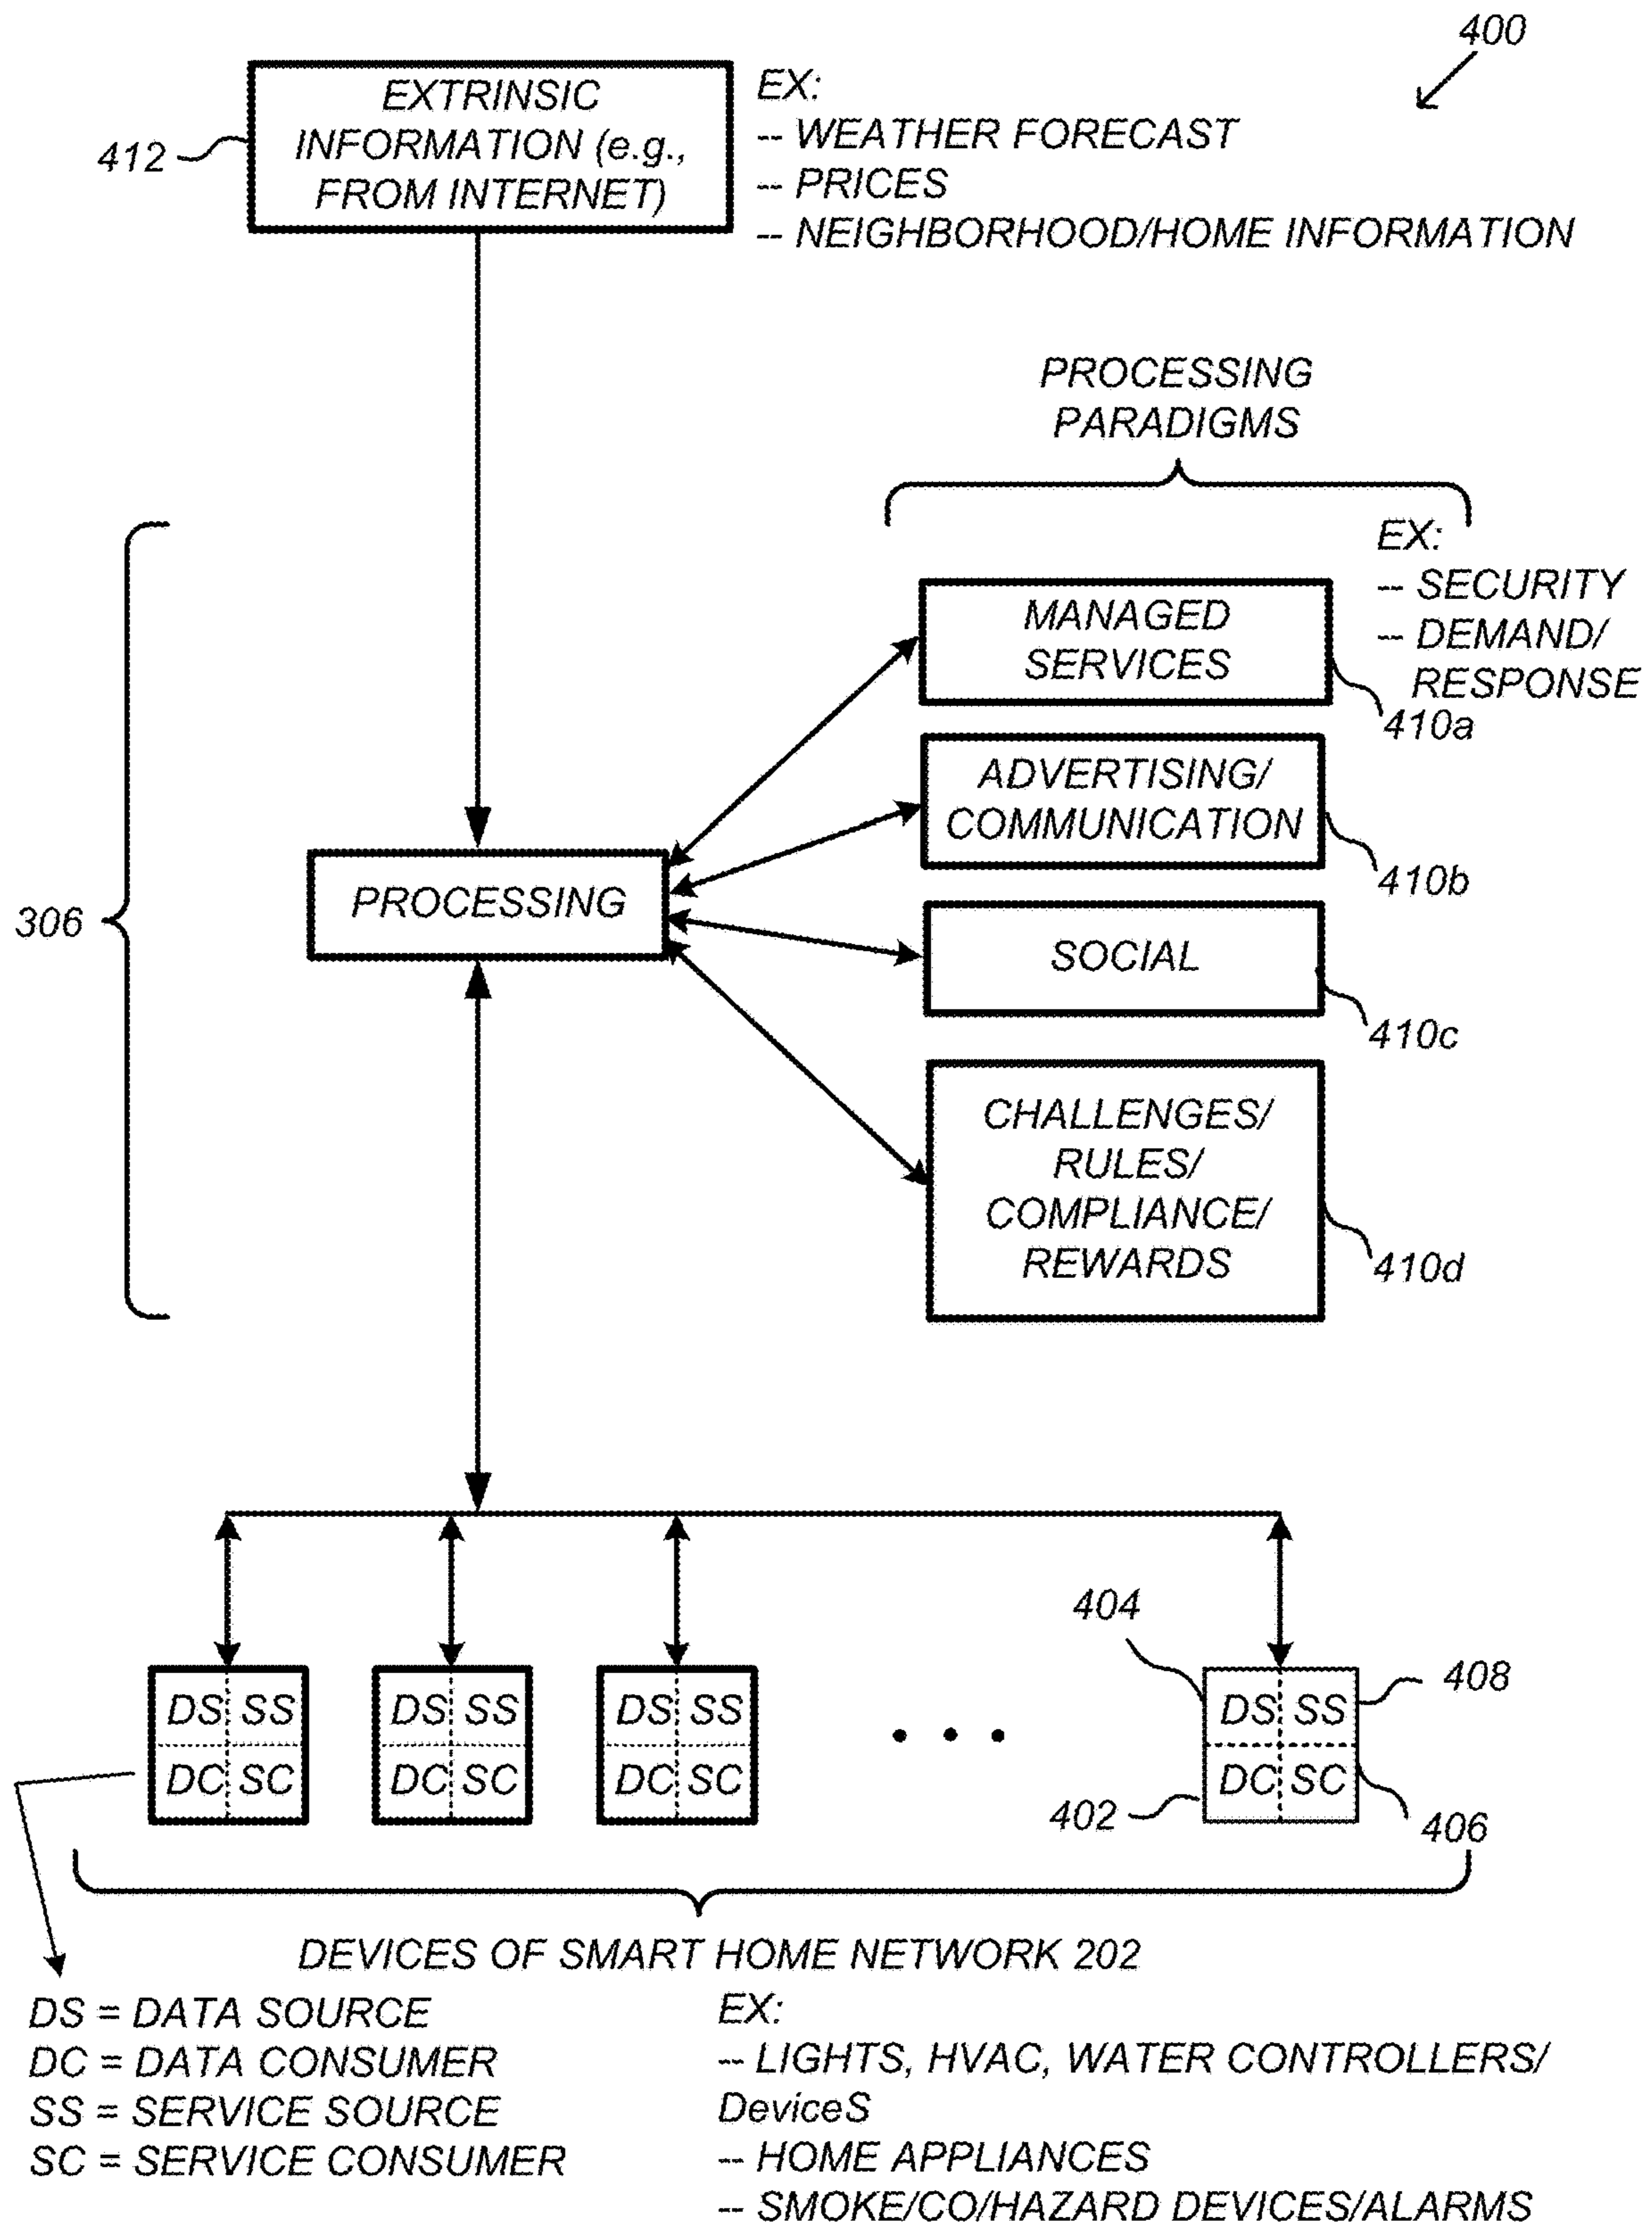 400
EXTRINSIC
INFORMATION (e.g.,
FROM INTERNET)
412
EX:
-- WEATHER FORECAST
-- PRICES
-- NEIGHBORHOOD/HOME INFORMATION
PROCESSING
PARADIGMS
EX:
-- SECURITY
-- DEMAND/
RESPONSE
MANAGED
SERVICES
410a
ADVERTISING/
COMMUNICATION
410b
306
PROCESSING
SOCIAL
410c
CHALLENGES/
RULES/
COMPLIANCE/
REWARDS
410d
404
408
DS SS
DC SC
DS SS
DC SC
DS SS
DC SC
DS SS
DC SC
402
406
DEVICES OF SMART HOME NETWORK 202
DS = DATA SOURCE
DC = DATA CONSUMER
SS = SERVICE SOURCE
SC = SERVICE CONSUMER
EX:
-- LIGHTS, HVAC, WATER CONTROLLERS/
DeviceS
-- HOME APPLIANCES
-- SMOKE/CO/HAZARD DEVICES/ALARMS